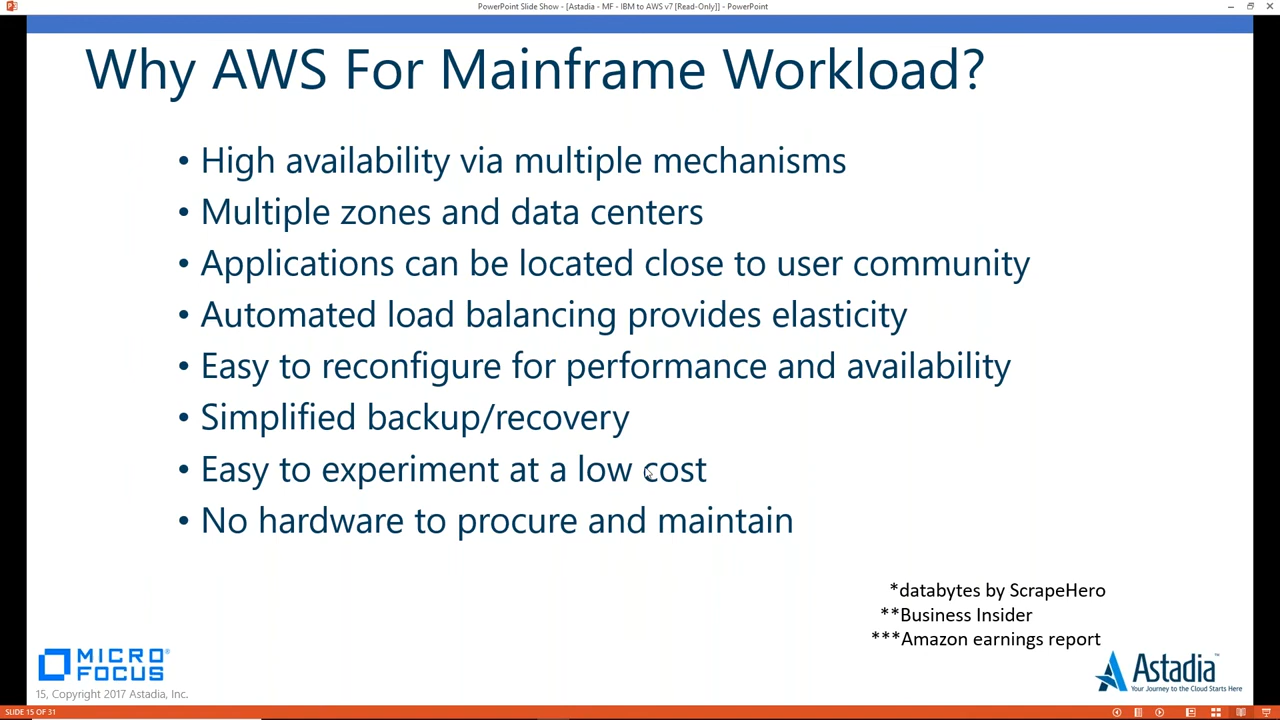 PowerPoint Slide Show - [Astadia - MF - IBM to AWS v7 [Read-Only]] - PowerPoint
Why AWS For Mainframe Workload?
• High availability via multiple mechanisms
• Multiple zones and data centers
• Applications can be located close to user community
• Automated load balancing provides elasticity
• Easy to reconfigure for performance and availability
• Simplified backup/recovery
• Easy to experiment at a low cost
• No hardware to procure and maintain
*databytes by ScrapeHero
**Business Insider
***Amazon earnings report
MICRO
FOCUS
Astadia™
Your Journey to the Cloud Starts Here
15, Copyright 2017 Astadia, Inc.
SLIDE 15 OF 31